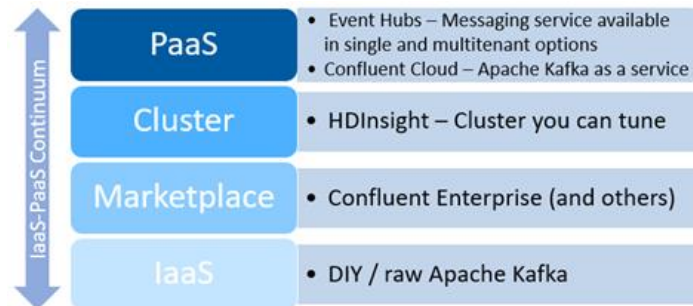 IaaS-PaaS Continuum
PaaS
• Event Hubs – Messaging service available
in single and multitenant options
• Confluent Cloud – Apache Kafka as a service
Cluster
• HDInsight – Cluster you can tune
Marketplace
• Confluent Enterprise (and others)
IaaS
• DIY / raw Apache Kafka